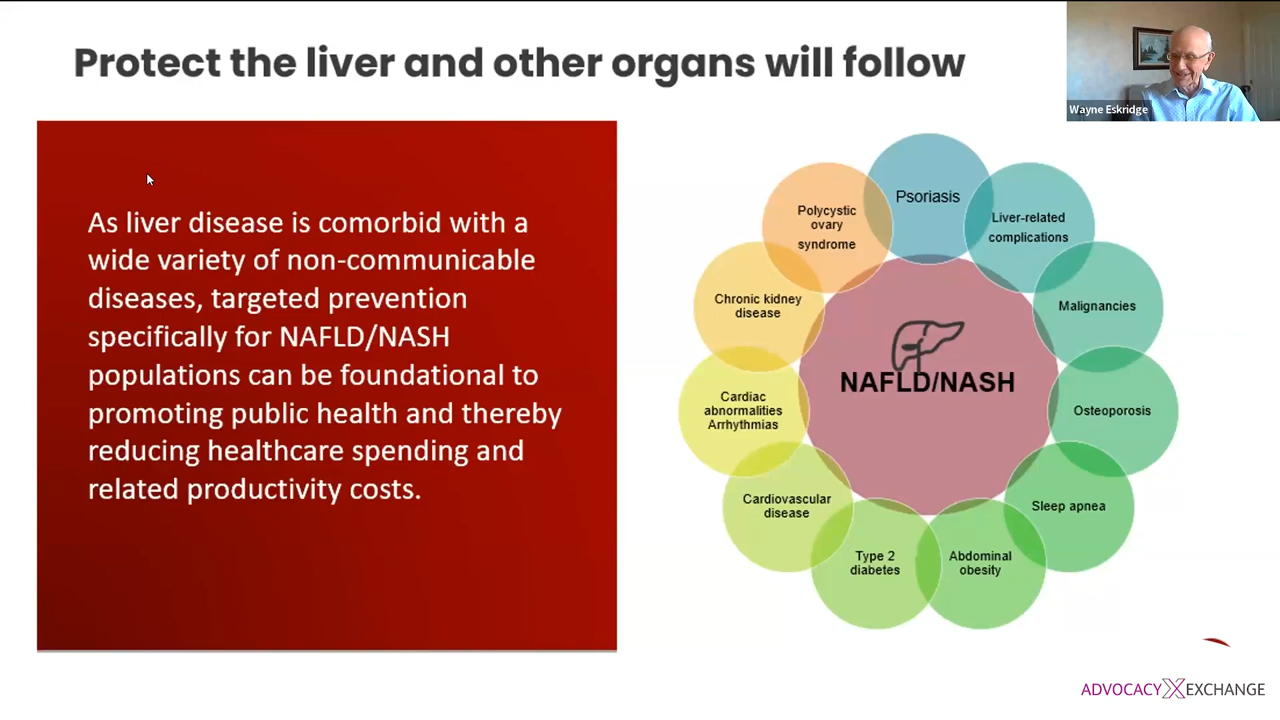 Protect the liver and other organs will follow
Wayne Eskridge
As liver disease is comorbid with a
wide variety of non-communicable
diseases, targeted prevention
specifically for NAFLD/NASH
populations can be foundational to
promoting public health and thereby
reducing healthcare spending and
related productivity costs.
Psoriasis
Liver-related
complications
Malignancies
Osteoporosis
Sleep apnea
Abdominal
obesity
Type 2
diabetes
Cardiovascular
disease
Cardiac
abnormalities
Arrhythmias
Chronic kidney
disease
Polycystic
ovary
syndrome
NAFLD/NASH
ADVOCACY X EXCHANGE